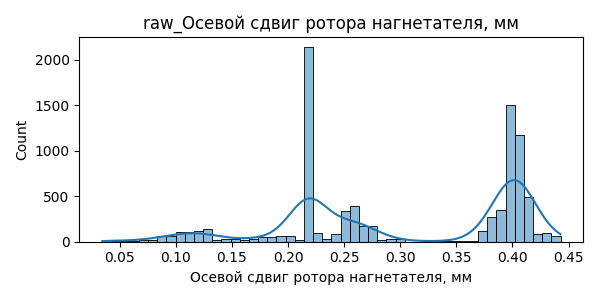 raw_Осевой сдвиг ротора нагнетателя, мм
2000
1500
1000
500
0
Count
0.05 0.10 0.15 0.20 0.25 0.30 0.35 0.40 0.45
Осевой сдвиг ротора нагнетателя, мм